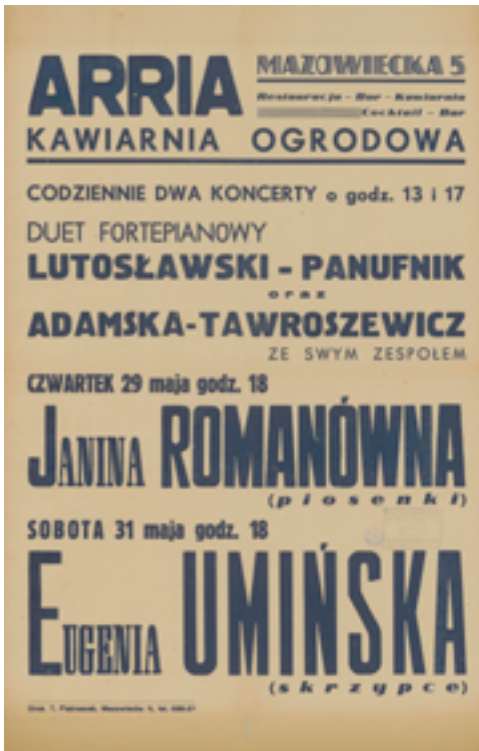 ARRIA
MAZOWIECKA 5
Restauracja – Bar – Kawiarnia
Cocktail – Bar
KAWIARNIA OGRODOWA
CODZIENNIE DWA KONCERTY o godz. 13 i 17
DUET FORTEPIANOWY
LUTOSŁAWSKI - PANUFNIK
oraz
ADAMSKA-TAWROSZEWICZ
ZE SWYM ZESPOŁEM
CZWARTEK 29 maja godz. 18
JANINA ROMANÓWNA
(piosenki)
SOBOTA 31 maja godz. 18
EUGENIA UMIŃSKA
(skrzypce)
Mazowiecka